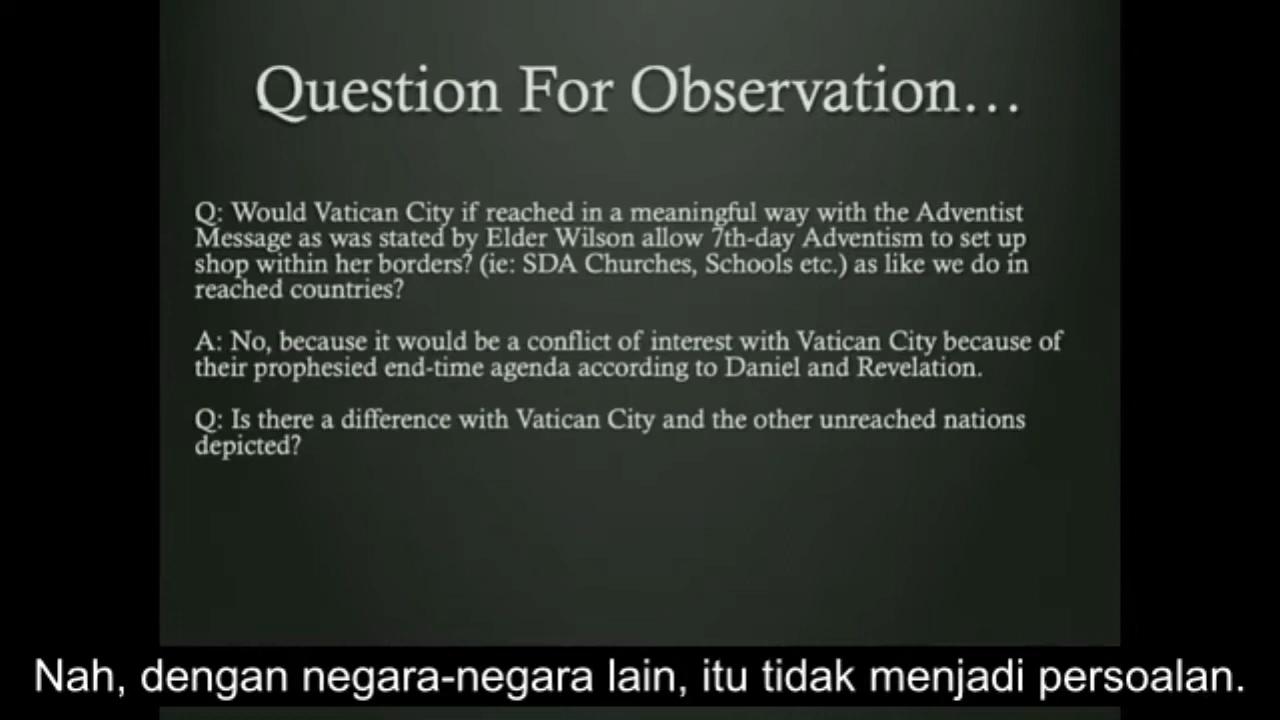 Question For Observation...
Q: Would Vatican City if reached in a meaningful way with the Adventist
Message as was stated by Elder Wilson allow 7th-day Adventism to set up
shop within her borders? (ie: SDA Churches, Schools etc.) as like we do in
reached countries?
A: No, because it would be a conflict of interest with Vatican City because of
their prophesied end-time agenda according to Daniel and Revelation.
Q: Is there a difference with Vatican City and the other unreached nations
depicted?
Nah, dengan negara-negara lain, itu tidak menjadi persoalan.